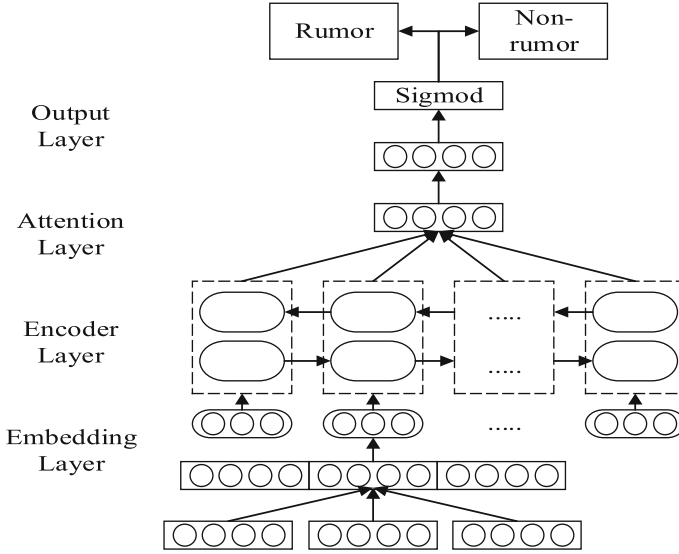 Rumor
Non-
rumor
Sigmod
Output
Layer
Attention
Layer
.....
Encoder
Layer
.....
.....
Embedding
Layer